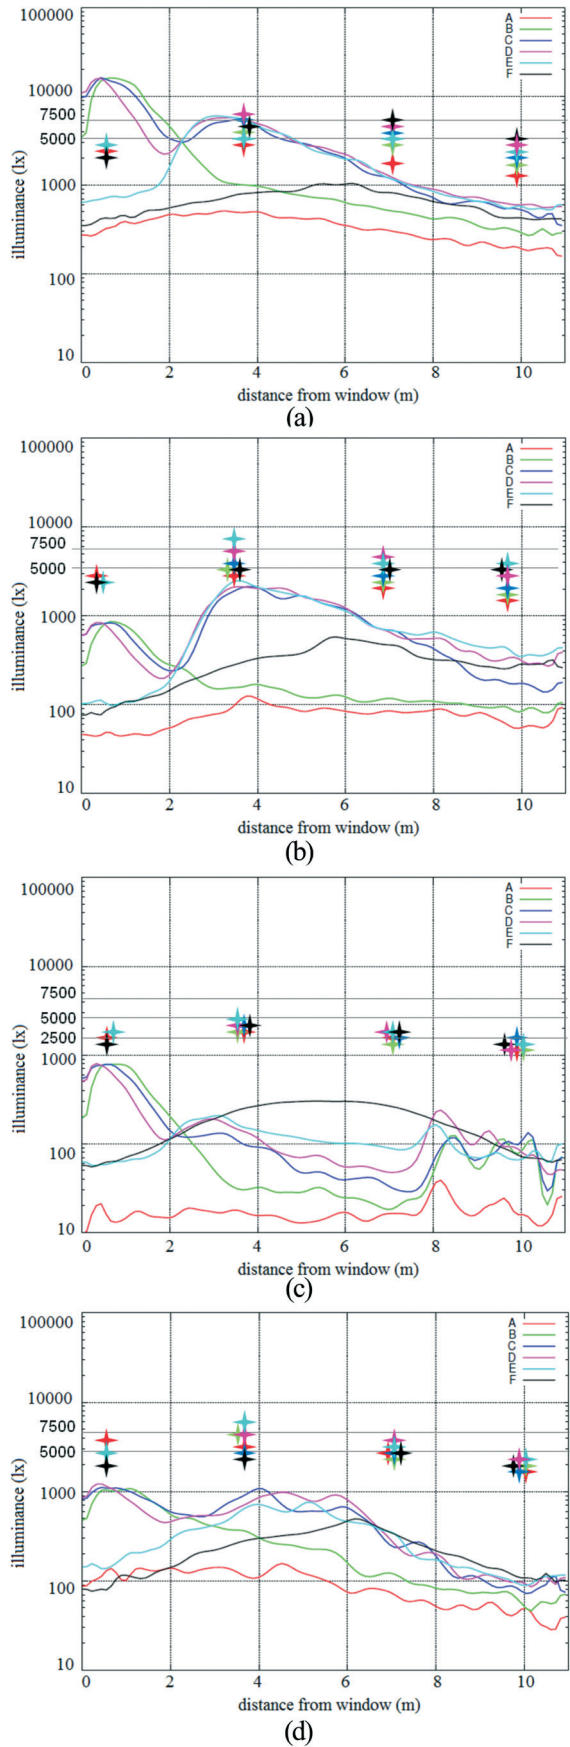 100000
10000
7500
5000
1000
100
10
illuminance (lx)
A
B
C
D
E
F
0 2 4 6 8 10
distance from window (m)
(a)
100000
10000
7500
5000
1000
100
10
illuminance (lx)
A
B
C
D
E
F
0 2 4 6 8 10
distance from window (m)
(b)
100000
10000
7500
5000
2500
1000
100
10
illuminance (lx)
A
B
C
D
E
F
0 2 4 6 8 10
distance from window (m)
(c)
100000
10000
7500
5000
1000
100
10
illuminance (lx)
A
B
C
D
E
F
0 2 4 6 8 10
distance from window (m)
(d)